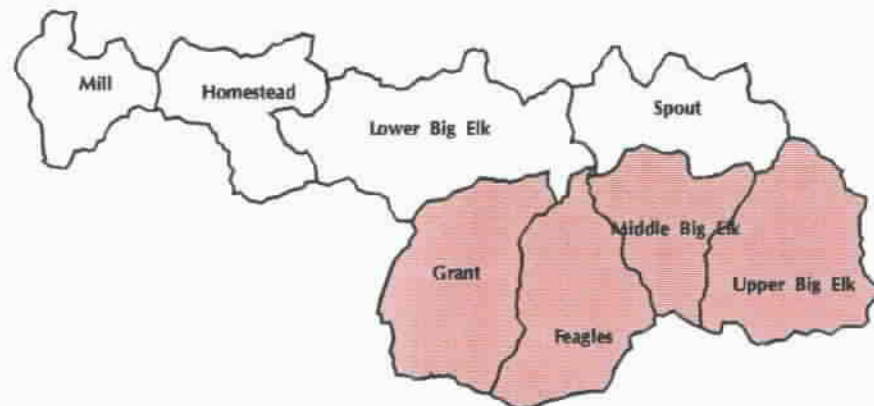 Mill
Homestead
Lower Big Elk
Spout
Grant
Feagles
Middle Big Elk
Upper Big Elk